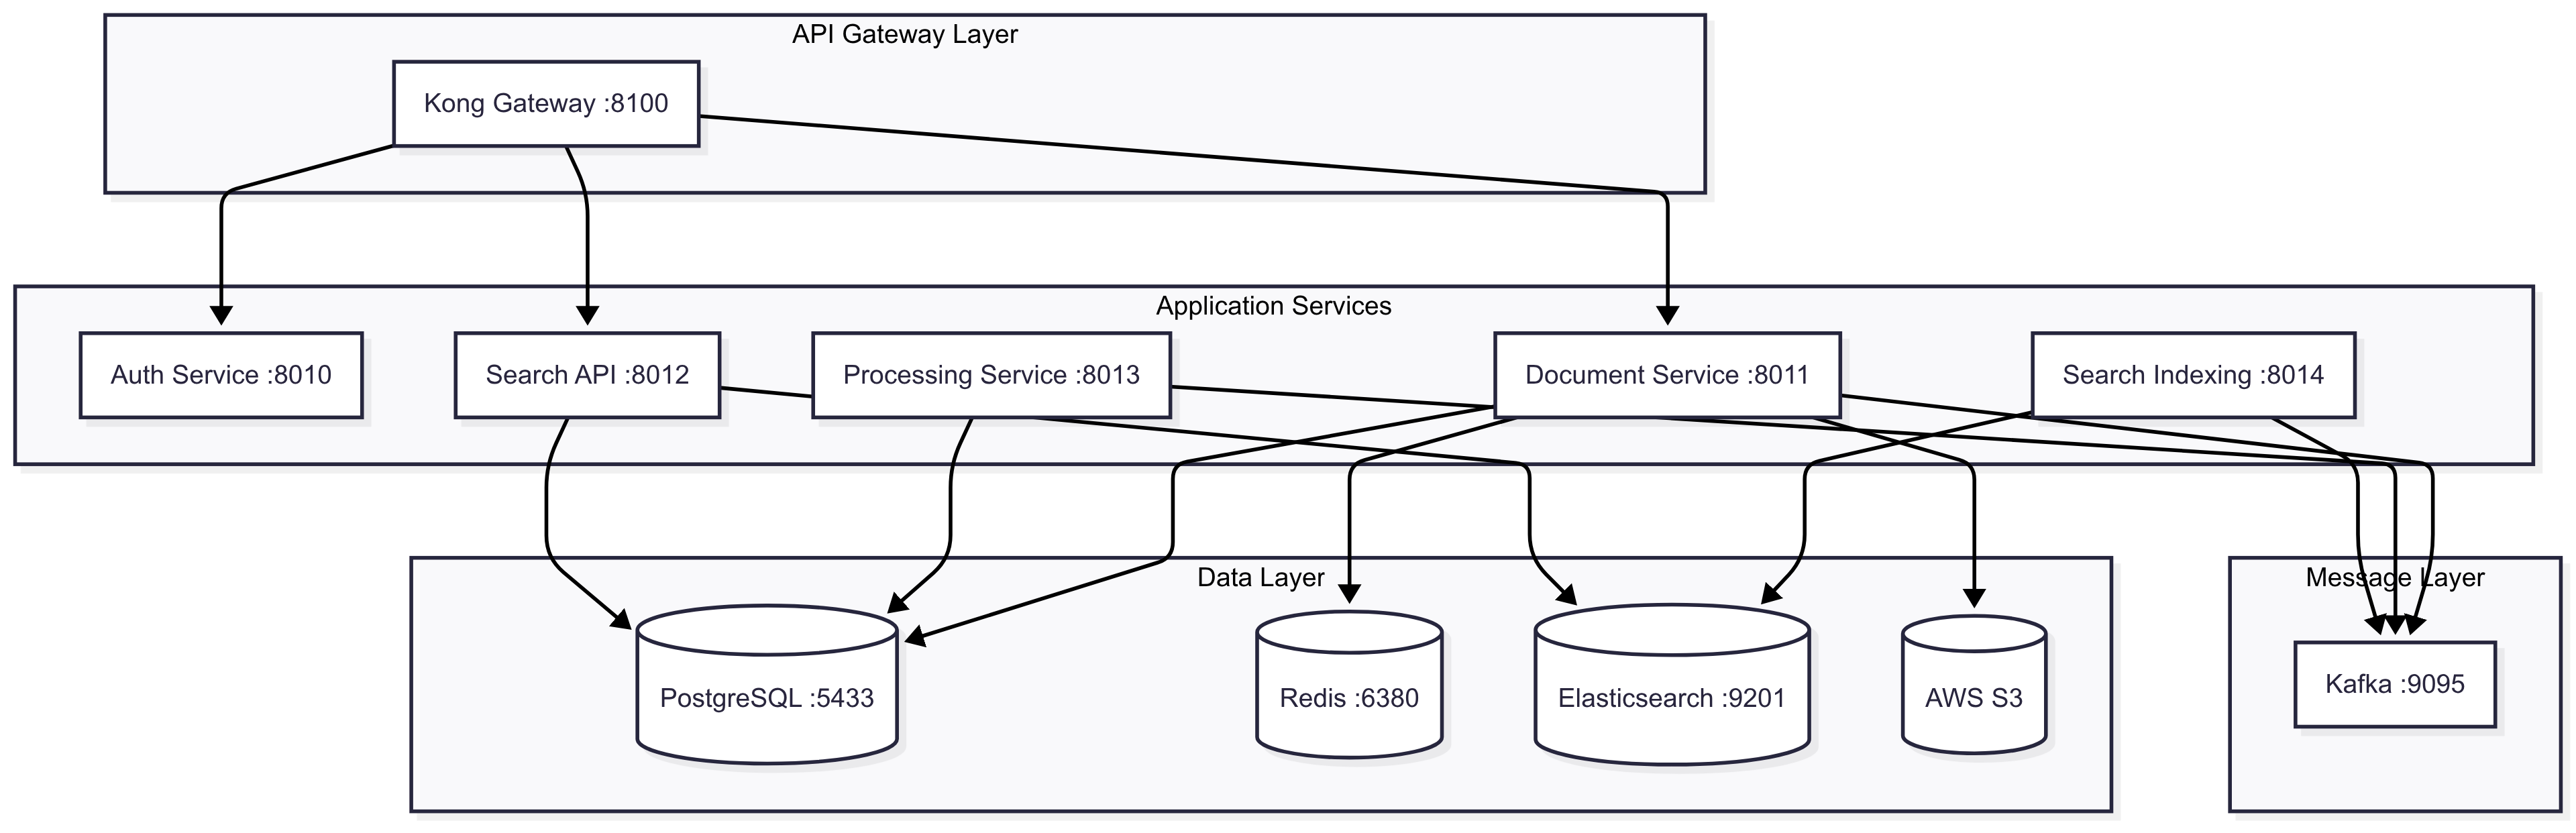 API Gateway Layer
Kong Gateway :8100
Application Services
Auth Service :8010
Search API :8012
Processing Service :8013
Document Service :8011
Search Indexing :8014
Data Layer
Message Layer
PostgreSQL :5433
Redis :6380
Elasticsearch :9201
AWS S3
Kafka :9095